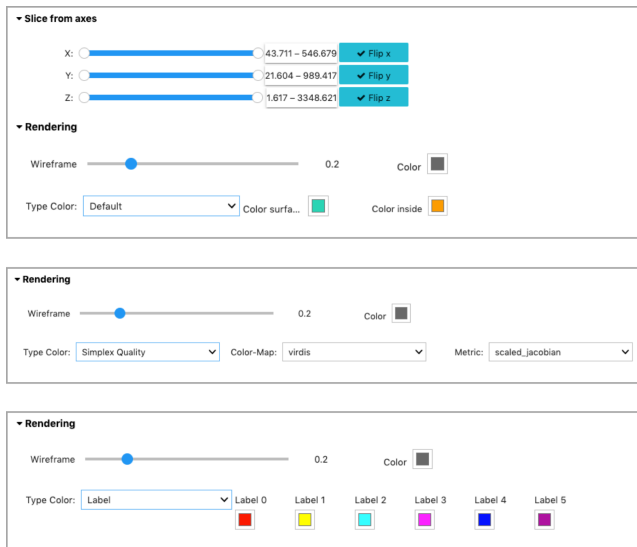 Slice from axes
X: 43.711 – 546.679 ✔ Flip x
Y: 21.604 – 989.417 ✔ Flip y
Z: 1.617 – 3348.621 ✔ Flip z
Rendering
Wireframe 0.2 Color
Type Color: Default Color surfa... Color inside
Rendering
Wireframe 0.2 Color
Type Color: Simplex Quality Color-Map: virdis Metric: scaled_jacobian
Rendering
Wireframe 0.2 Color
Type Color: Label Label 0 Label 1 Label 2 Label 3 Label 4 Label 5